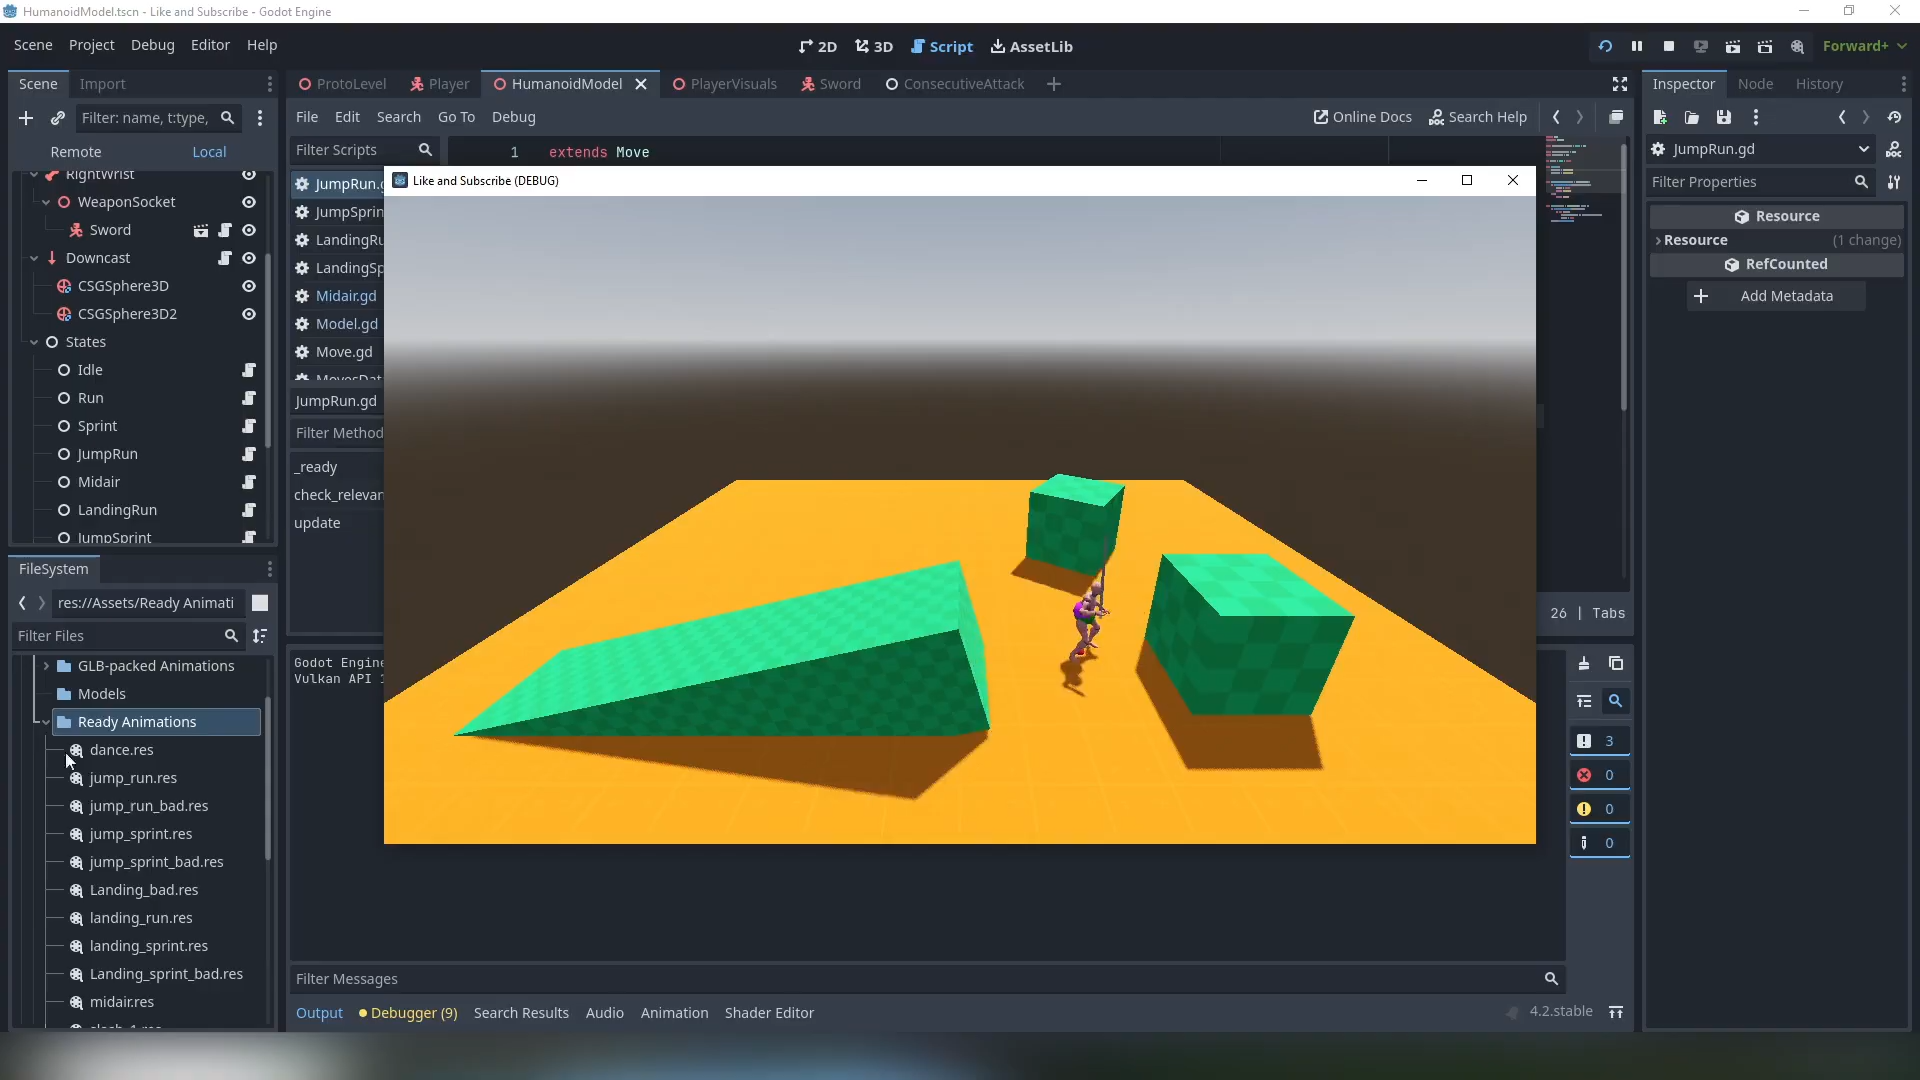 HumanoidModel.tscn - Like and Subscribe - Godot Engine
Scene Project Debug Editor Help
2D 3D Script AssetLib
Forward+
Scene Import
ProtoLevel Player HumanoidModel PlayerVisuals Sword ConsecutiveAttack
Inspector Node History
Filter: name, t:type,
File Edit Search Go To Debug
Online Docs Search Help
Remote Local
Filter Scripts
1 extends Move
JumpRun.gd
Filter Properties
RightWrist
WeaponSocket
Sword
Downcast
CSGSphere3D
CSGSphere3D2
States
Idle
Run
Sprint
JumpRun
Midair
LandingRun
JumpSprint
JumpRun.g
JumpSprin
LandingRu
LandingSp
Midair.gd
Model.gd
Move.gd
MovesDat
JumpRun.gd
Filter Method
_ready
check_relevan
update
Like and Subscribe (DEBUG)
Resource
Resource (1 change)
RefCounted
Add Metadata
26 | Tabs
FileSystem
res://Assets/Ready Animati
Filter Files
GLB-packed Animations
Models
Ready Animations
dance.res
jump_run.res
jump_run_bad.res
jump_sprint.res
jump_sprint_bad.res
Landing_bad.res
landing_run.res
landing_sprint.res
Landing_sprint_bad.res
midair.res
Godot Engine
Vulkan API 1
3
0
0
0
Filter Messages
Output Debugger (9) Search Results Audio Animation Shader Editor
4.2.stable